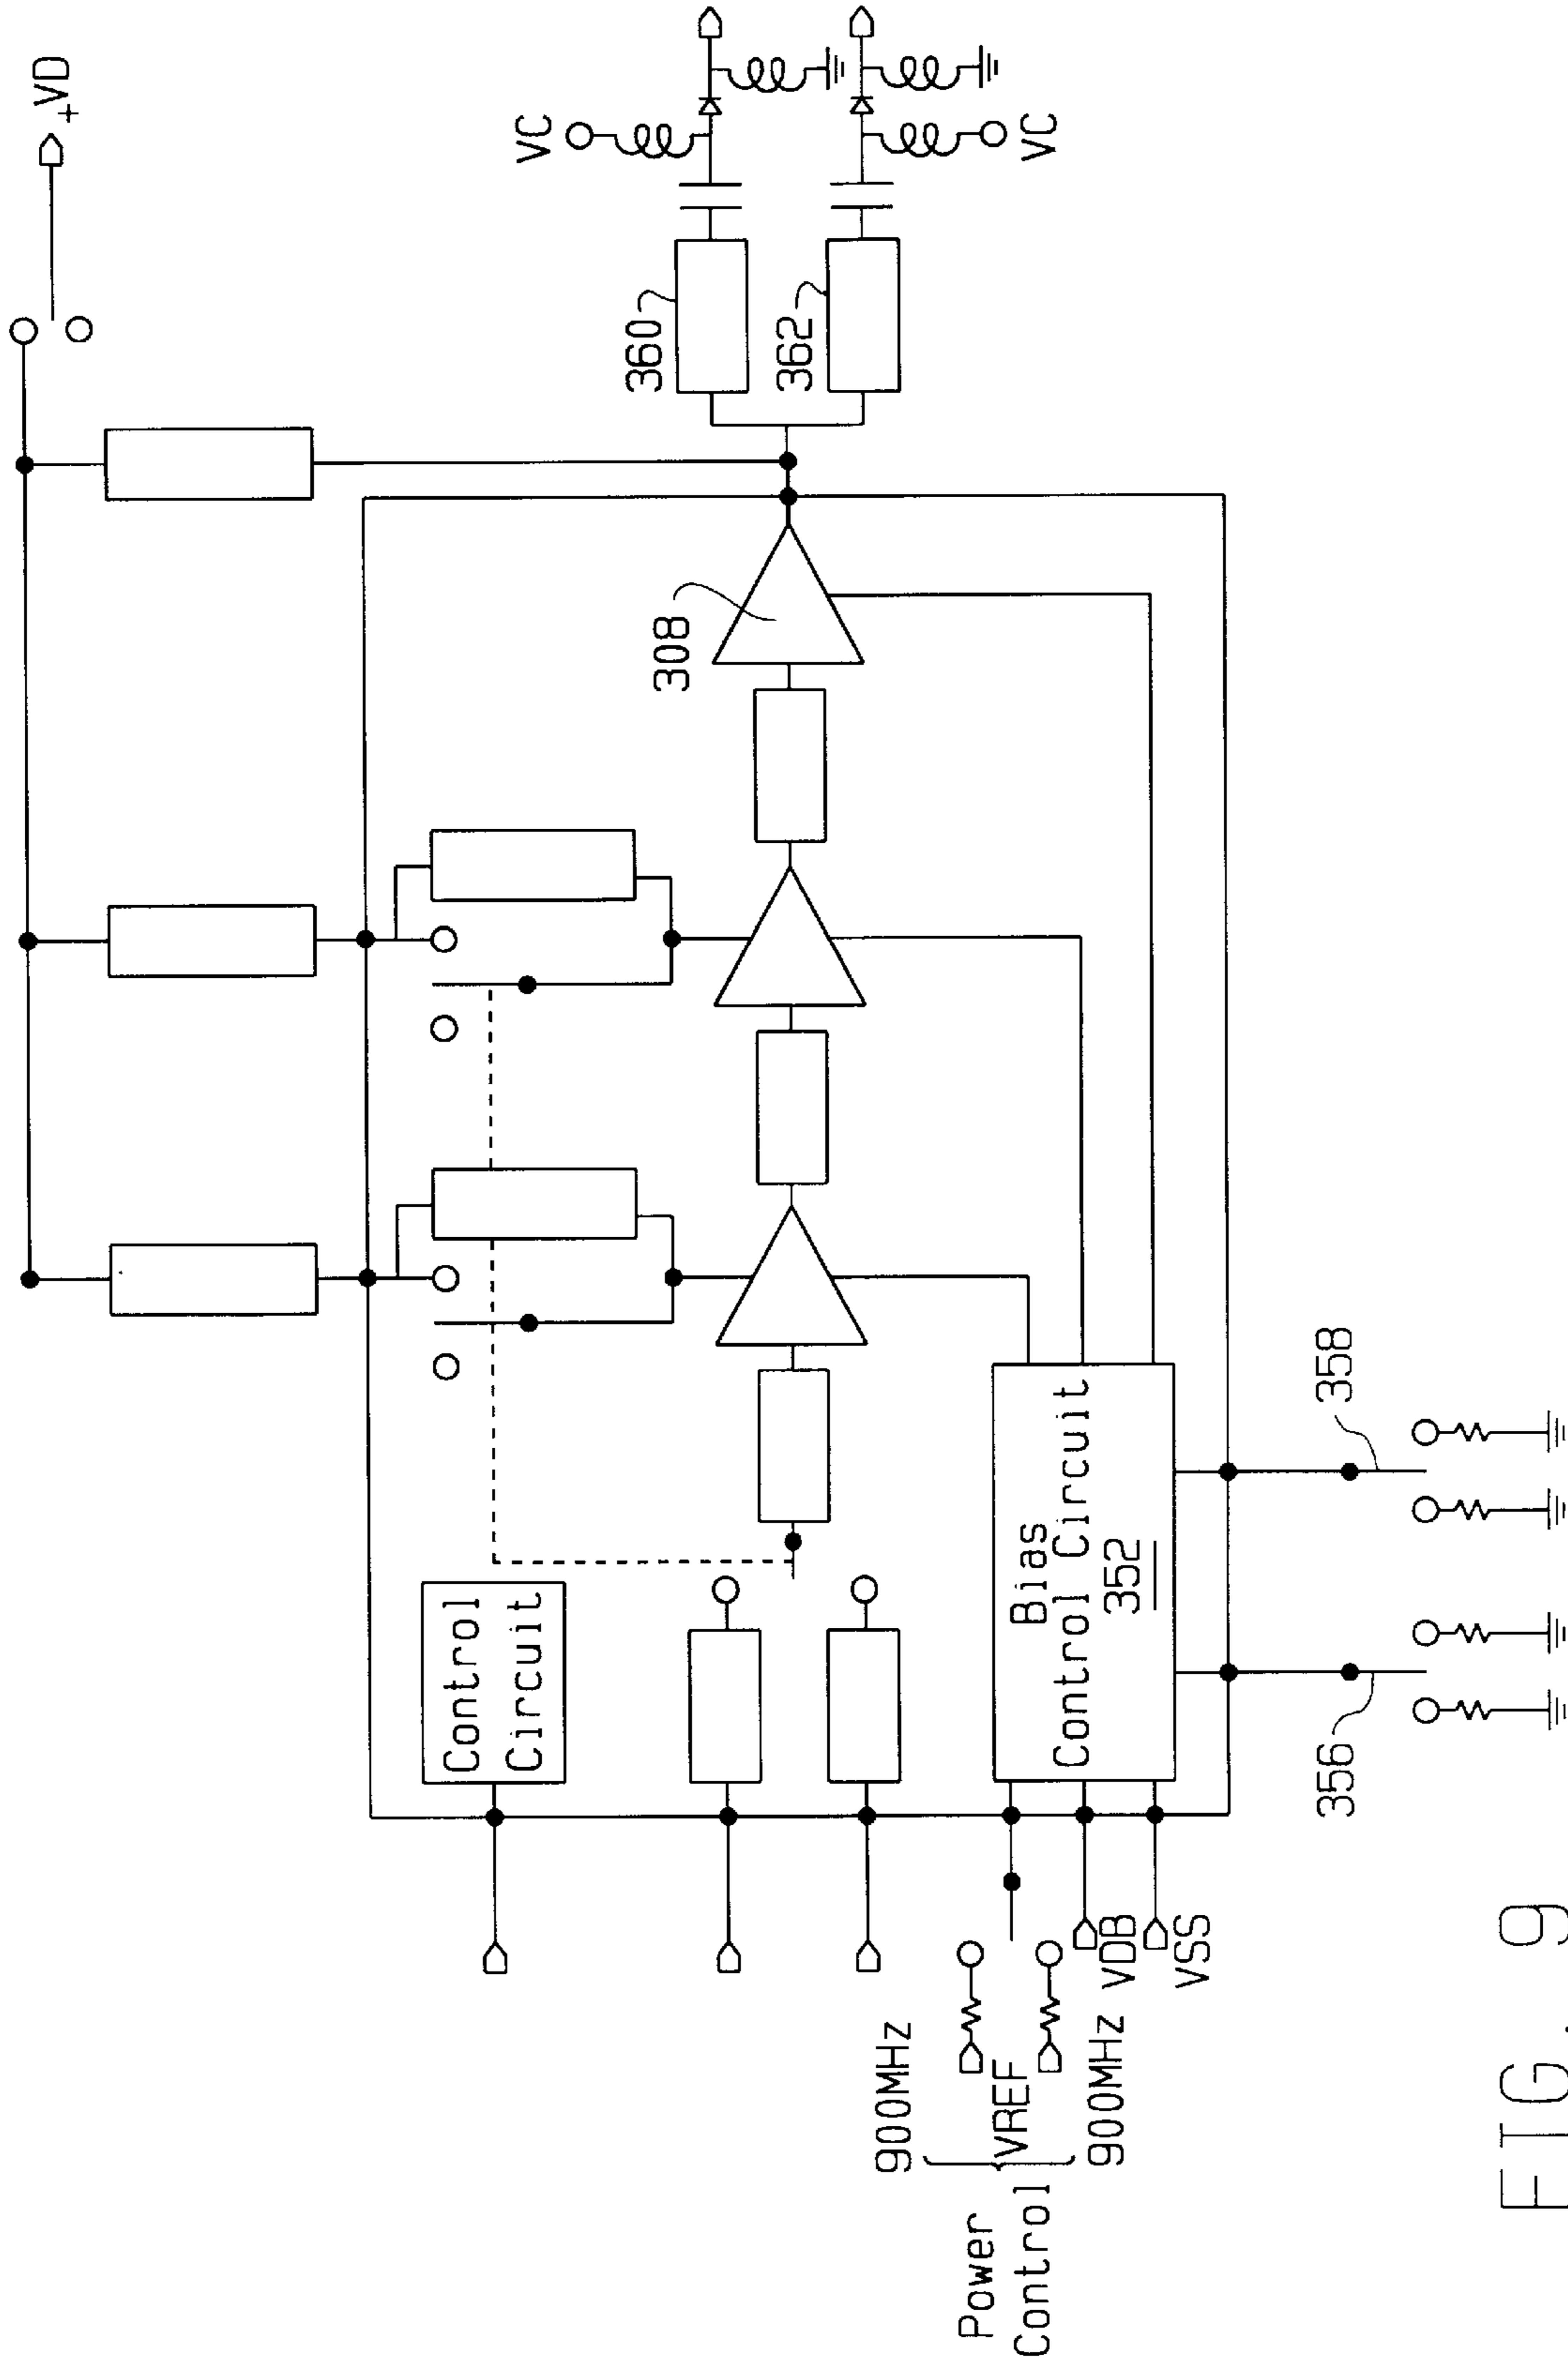 +VD
VC
VC
360
362
308
Control
Circuit
Bias
Control Circuit
352
900MHz
VREF
Power
Control
900MHz
VDB
VSS
356
358
FIG. 9